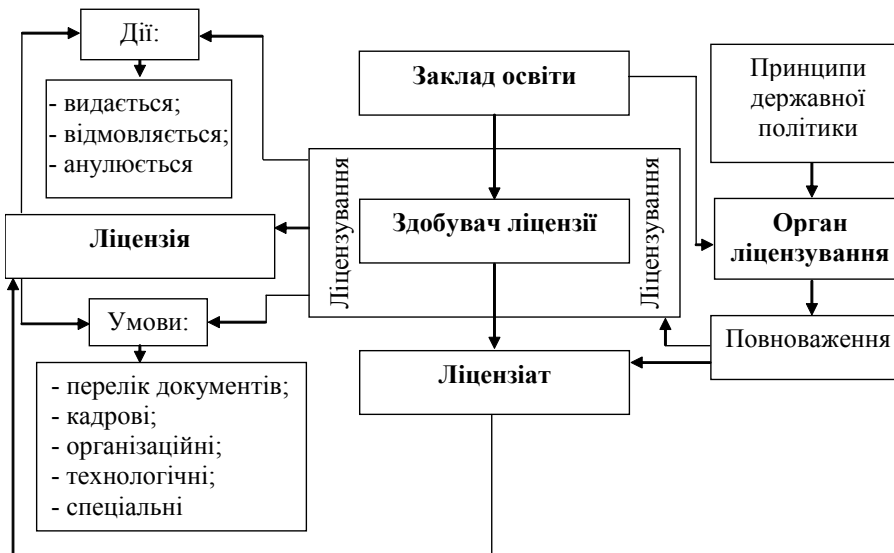 Дії:
- видається;
- відмовляється;
- анулюється
Ліцензія
Умови:
- перелік документів;
- кадрові;
- організаційні;
- технологічні;
- спеціальні
Заклад освіти
Ліцензування
Здобувач ліцензії
Ліцензування
Ліцензіат
Принципи
державної
політики
Орган
ліцензування
Повноваження